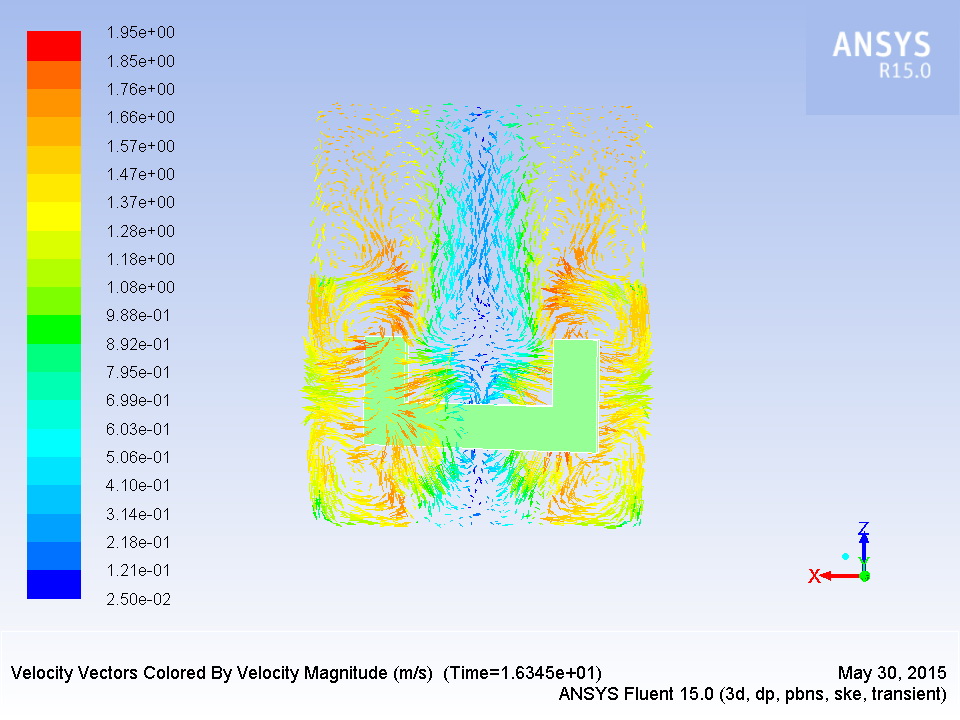 1.95e+00
1.85e+00
1.76e+00
1.66e+00
1.57e+00
1.47e+00
1.37e+00
1.28e+00
1.18e+00
1.08e+00
9.88e-01
8.92e-01
7.95e-01
6.99e-01
6.03e-01
5.06e-01
4.10e-01
3.14e-01
2.18e-01
1.21e-01
2.50e-02
ANSYS
R15.0
Z
Y
X
Velocity Vectors Colored By Velocity Magnitude (m/s) (Time=1.6345e+01)
May 30, 2015
ANSYS Fluent 15.0 (3d, dp, pbns, ske, transient)